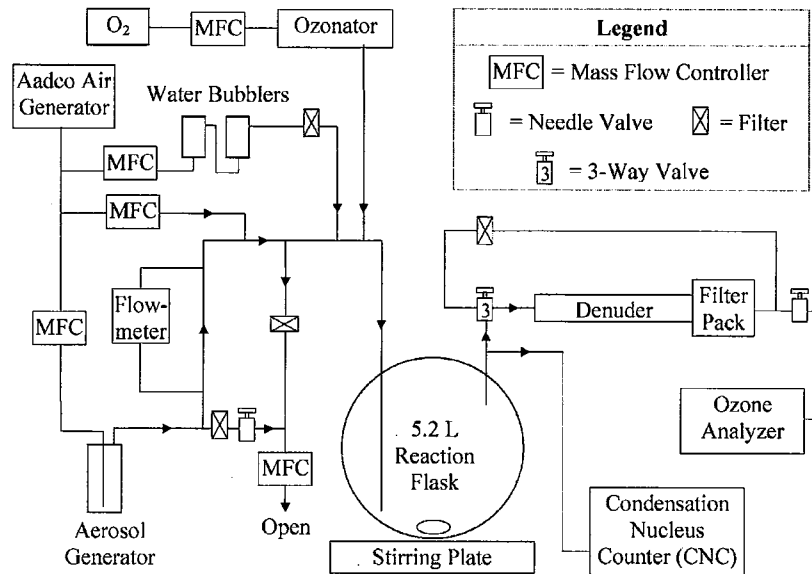 O₂
MFC
Ozonator
Legend
MFC = Mass Flow Controller
= Needle Valve
= Filter
3 = 3-Way Valve
Aadco Air
Generator
Water Bubblers
MFC
MFC
MFC
Flow-
meter
3
Denuder
Filter
Pack
5.2 L
Reaction
Flask
Ozone
Analyzer
MFC
Open
Aerosol
Generator
Stirring Plate
Condensation
Nucleus
Counter (CNC)